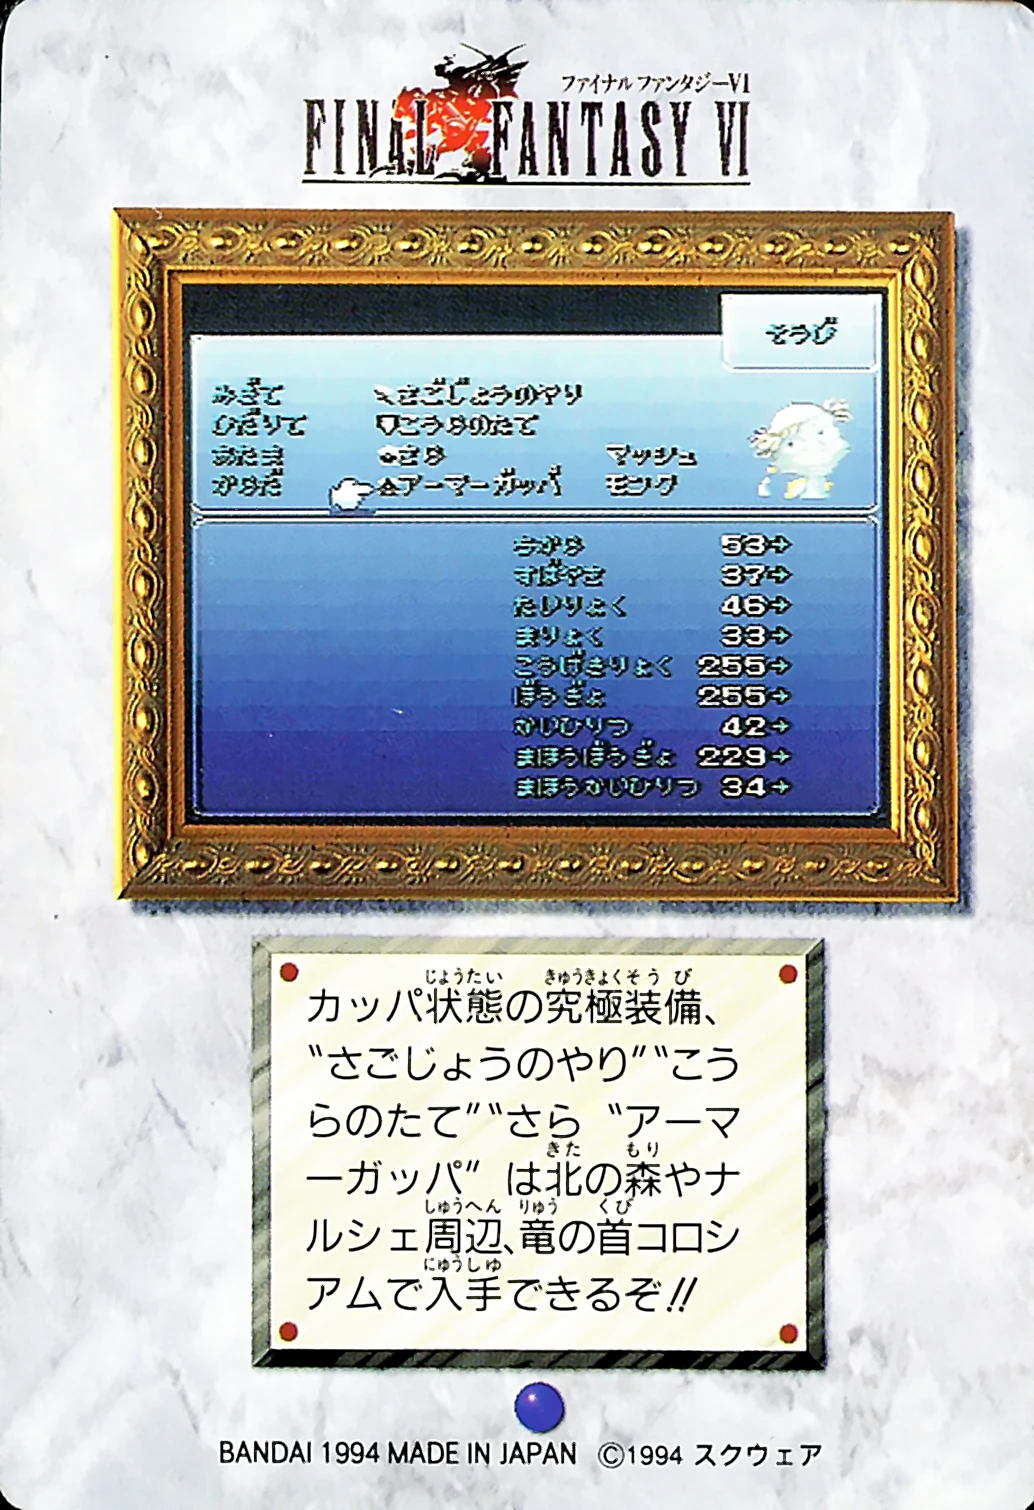 ファイナルファンタジーVI
FINAL FANTASY VI
そうび
みぎて さごじょうのやり
ひだりて こうらのたて
あたま さら マッシュ
からだ アーマーガッパ モンク
ちから 53→
すばやさ 37→
たいりょく 46→
まりょく 33→
こうげきりょく 255→
ぼうぎょ 255→
かいひりつ 42→
まほうぼうぎょ 229→
まほうかいひりつ 34→
じょうたい きゅうきょくそうび
カッパ状態の究極装備、
〝さごじょうのやり〟〝こう
らのたて〟〝さら 〝アーマ
きた もり
ーガッパ〟は北の森やナ
しゅうへん りゅう くび
ルシェ周辺、竜の首コロシ
にゅうしゅ
アムで入手できるぞ!!
BANDAI 1994 MADE IN JAPAN ©1994 スクウェア